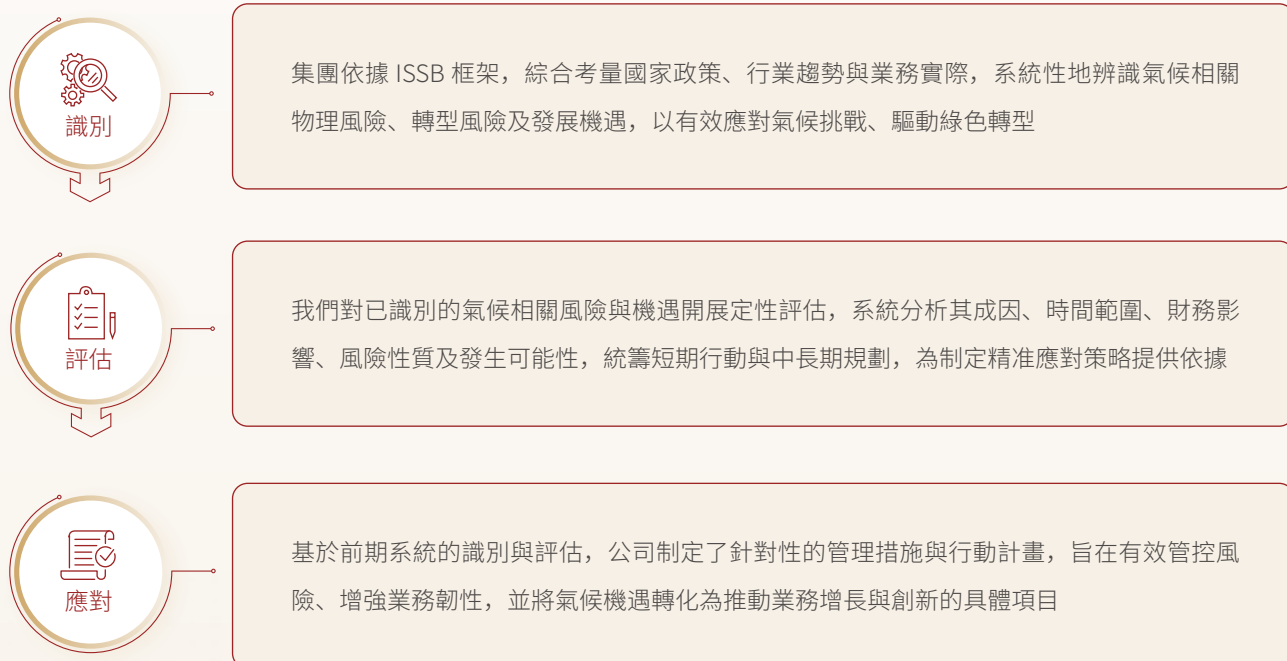 識別
集團依據 ISSB 框架，綜合考量國家政策、行業趨勢與業務實際，系統性地辨識氣候相關
物理風險、轉型風險及發展機遇，以有效應對氣候挑戰、驅動綠色轉型
評估
我們對已識別的氣候相關風險與機遇開展定性評估，系統分析其成因、時間範圍、財務影
響、風險性質及發生可能性，統籌短期行動與中長期規劃，為制定精准應對策略提供依據
應對
基於前期系統的識別與評估，公司制定了針對性的管理措施與行動計畫，旨在有效管控風
險、增強業務韌性，並將氣候機遇轉化為推動業務增長與創新的具體項目